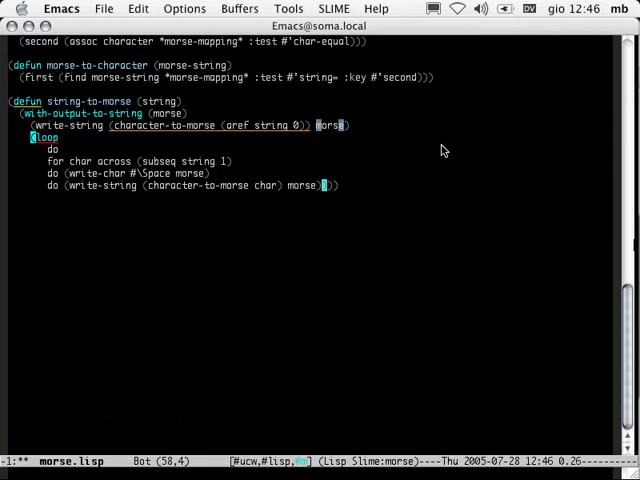 Emacs File Edit Options Buffers Tools SLIME Help DV gio 12:46 mb
Emacs@soma.local
(second (assoc character *morse-mapping* :test #'char-equal)))
(defun morse-to-character (morse-string)
(first (find morse-string *morse-mapping* :test #'string= :key #'second)))
(defun string-to-morse (string)
(with-output-to-string (morse)
(write-string (character-to-morse (aref string 0)) morse)
(loop
do
for char across (subseq string 1)
do (write-char #\Space morse)
do (write-string (character-to-morse char) morse))))
-1:** morse.lisp Bot (58,4) [#ucw,#lisp,#m] (Lisp Slime:morse)----Thu 2005-07-28 12:46 0.26---------